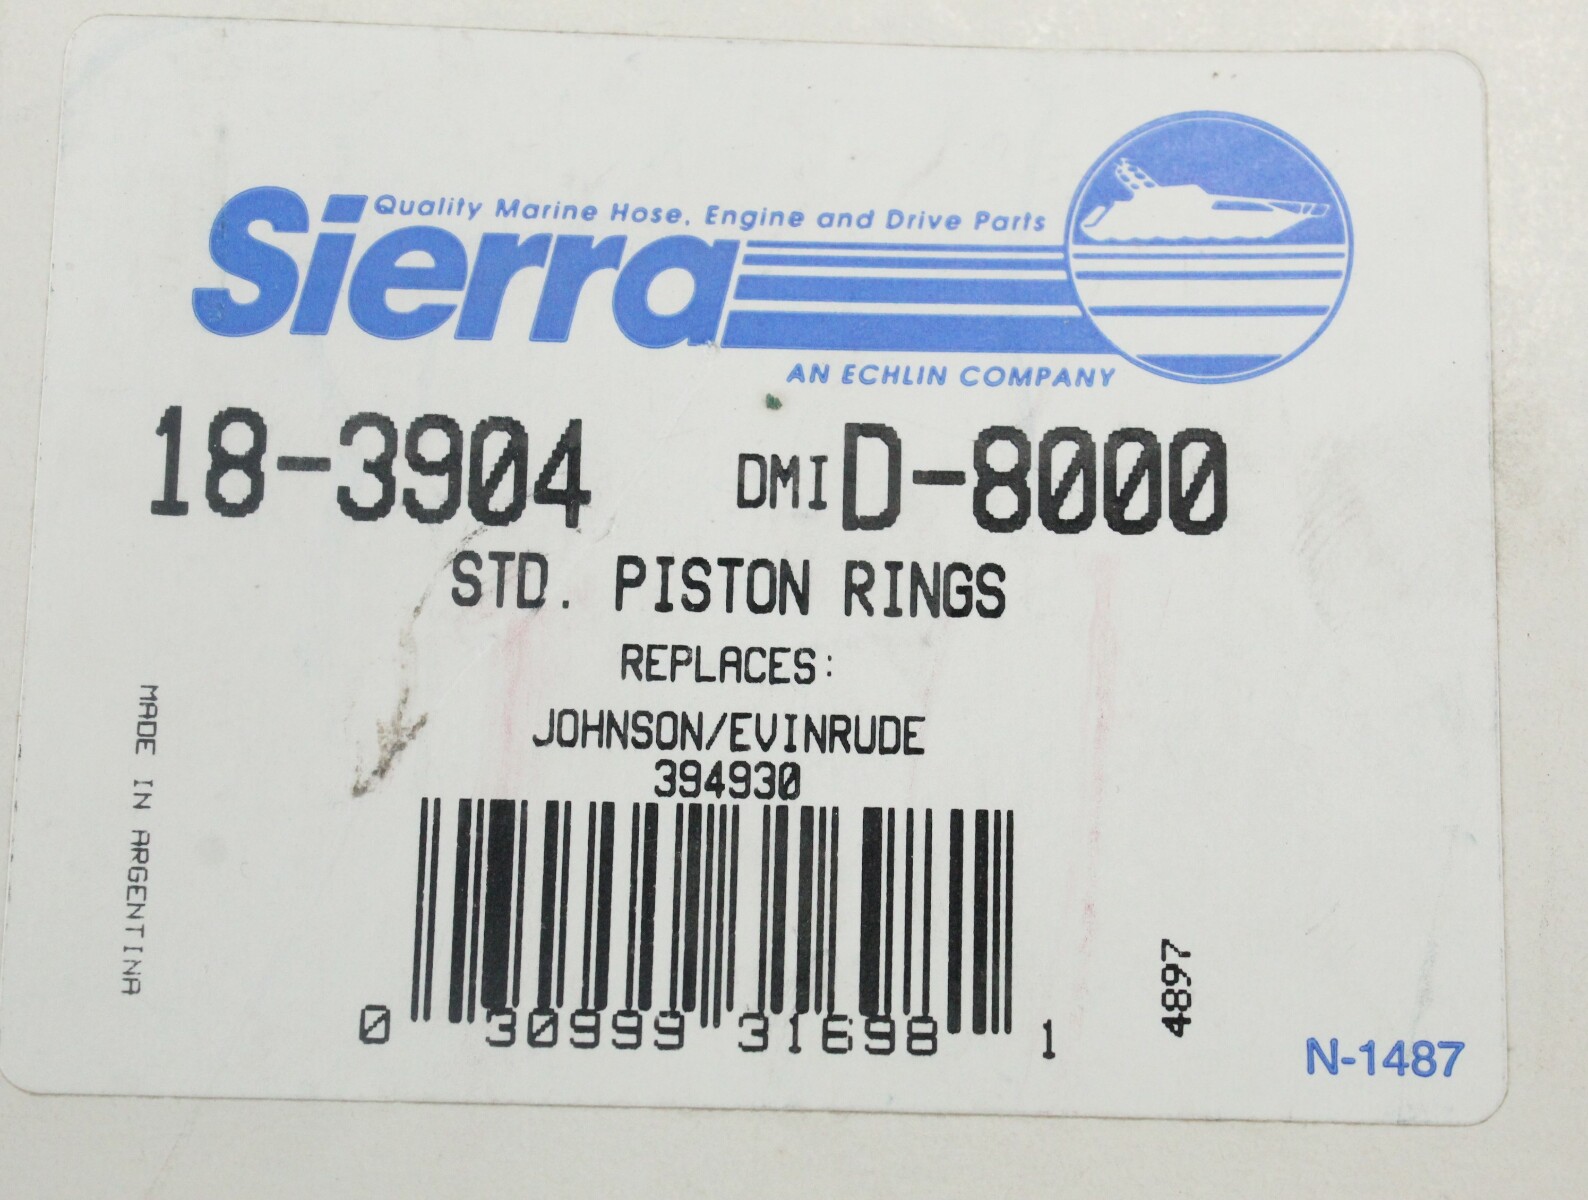 Quality Marine Hose, Engine and Drive Parts
Sierra
AN ECHLIN COMPANY
18-3904 DMI D-8000
STD. PISTON RINGS
REPLACES:
JOHNSON/EVINRUDE
394930
MADE IN ARGENTINA
0 30999 31698 1
4897
N-1487